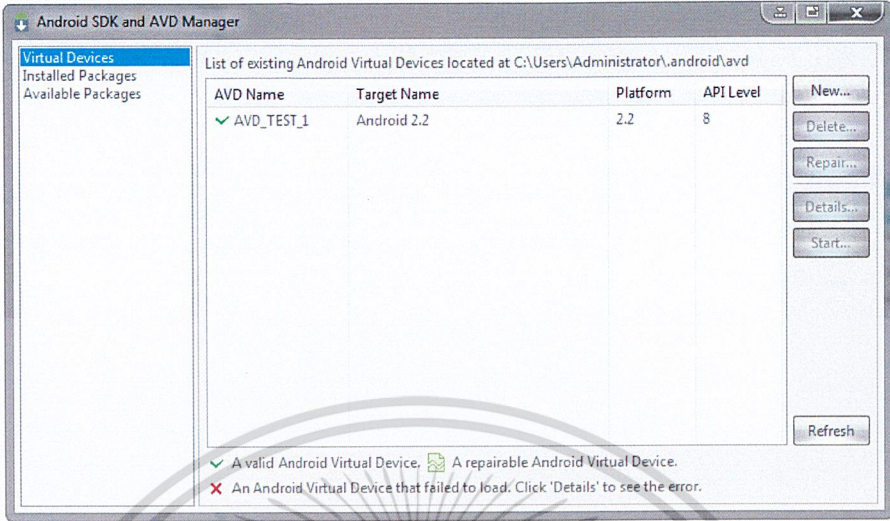 Android SDK and AVD Manager
Virtual Devices
Installed Packages
Available Packages
List of existing Android Virtual Devices located at C:\Users\Administrator\.android\avd
AVD Name Target Name Platform API Level
AVD_TEST_1 Android 2.2 2.2 8
New...
Delete...
Repair...
Details...
Start...
Refresh
A valid Android Virtual Device. A repairable Android Virtual Device.
An Android Virtual Device that failed to load. Click 'Details' to see the error.